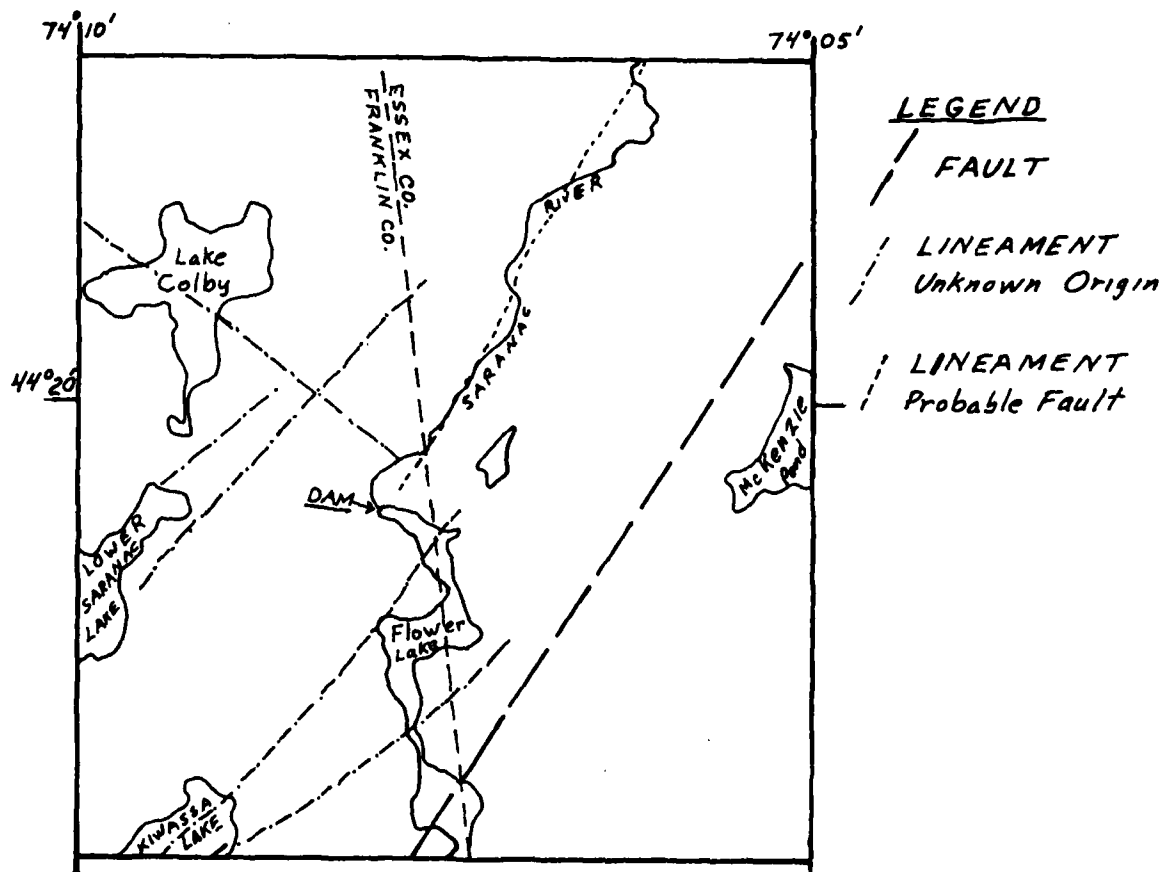 74° 10'
74° 05'
ESSEX CO.
FRANKLIN CO.
LEGEND
FAULT
RIVER
LINEAMENT
Unknown Origin
Lake
Colby
SARANAC
44° 20'
LINEAMENT
Probable Fault
McKENZIE
Pond
DAM
LOWER
SARANAC
LAKE
Flower
Lake
KIWASSA
LAKE